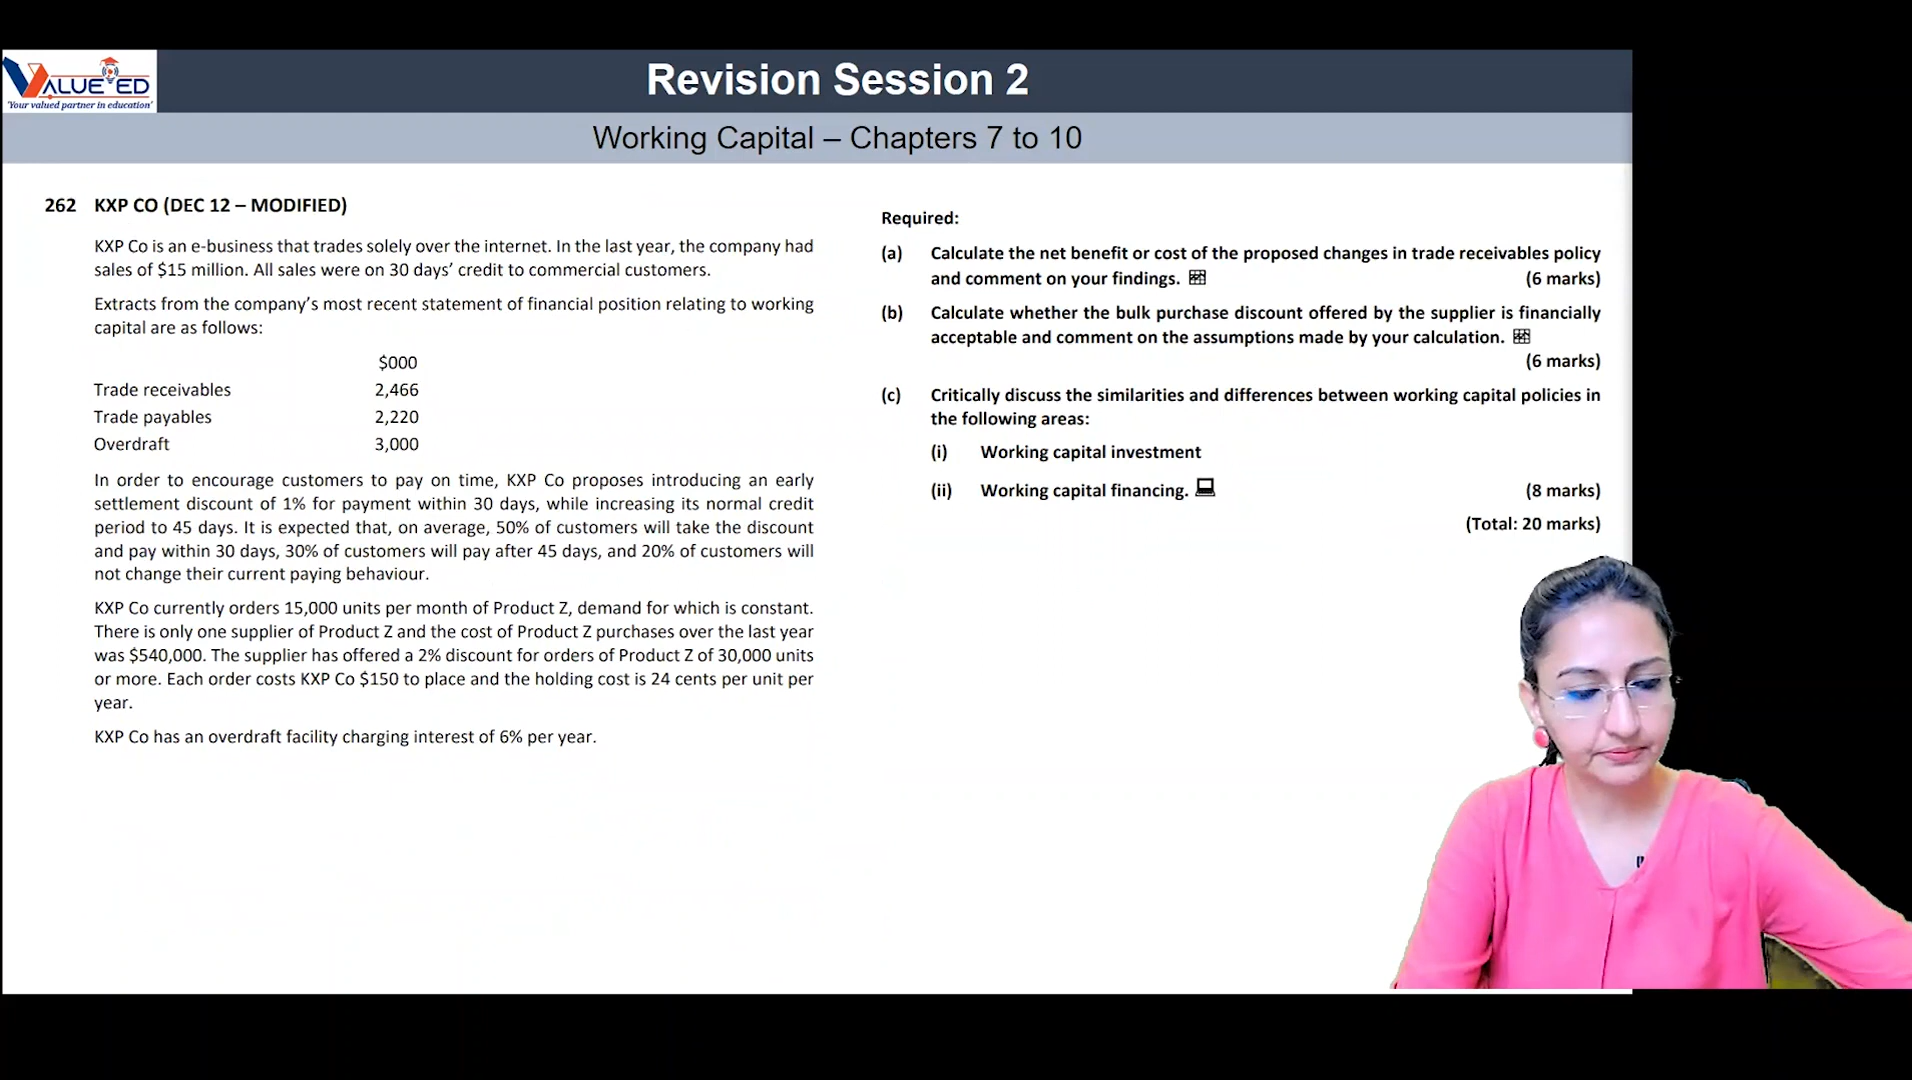 VALUE ED
'Your valued partner in education'
Revision Session 2
Working Capital – Chapters 7 to 10
262 KXP CO (DEC 12 – MODIFIED)
KXP Co is an e-business that trades solely over the internet. In the last year, the company had
sales of $15 million. All sales were on 30 days' credit to commercial customers.
Extracts from the company's most recent statement of financial position relating to working
capital are as follows:
$000
Trade receivables 2,466
Trade payables 2,220
Overdraft 3,000
In order to encourage customers to pay on time, KXP Co proposes introducing an early
settlement discount of 1% for payment within 30 days, while increasing its normal credit
period to 45 days. It is expected that, on average, 50% of customers will take the discount
and pay within 30 days, 30% of customers will pay after 45 days, and 20% of customers will
not change their current paying behaviour.
KXP Co currently orders 15,000 units per month of Product Z, demand for which is constant.
There is only one supplier of Product Z and the cost of Product Z purchases over the last year
was $540,000. The supplier has offered a 2% discount for orders of Product Z of 30,000 units
or more. Each order costs KXP Co $150 to place and the holding cost is 24 cents per unit per
year.
KXP Co has an overdraft facility charging interest of 6% per year.
Required:
(a) Calculate the net benefit or cost of the proposed changes in trade receivables policy
and comment on your findings. (6 marks)
(b) Calculate whether the bulk purchase discount offered by the supplier is financially
acceptable and comment on the assumptions made by your calculation.
(6 marks)
(c) Critically discuss the similarities and differences between working capital policies in
the following areas:
(i) Working capital investment
(ii) Working capital financing. (8 marks)
(Total: 20 marks)